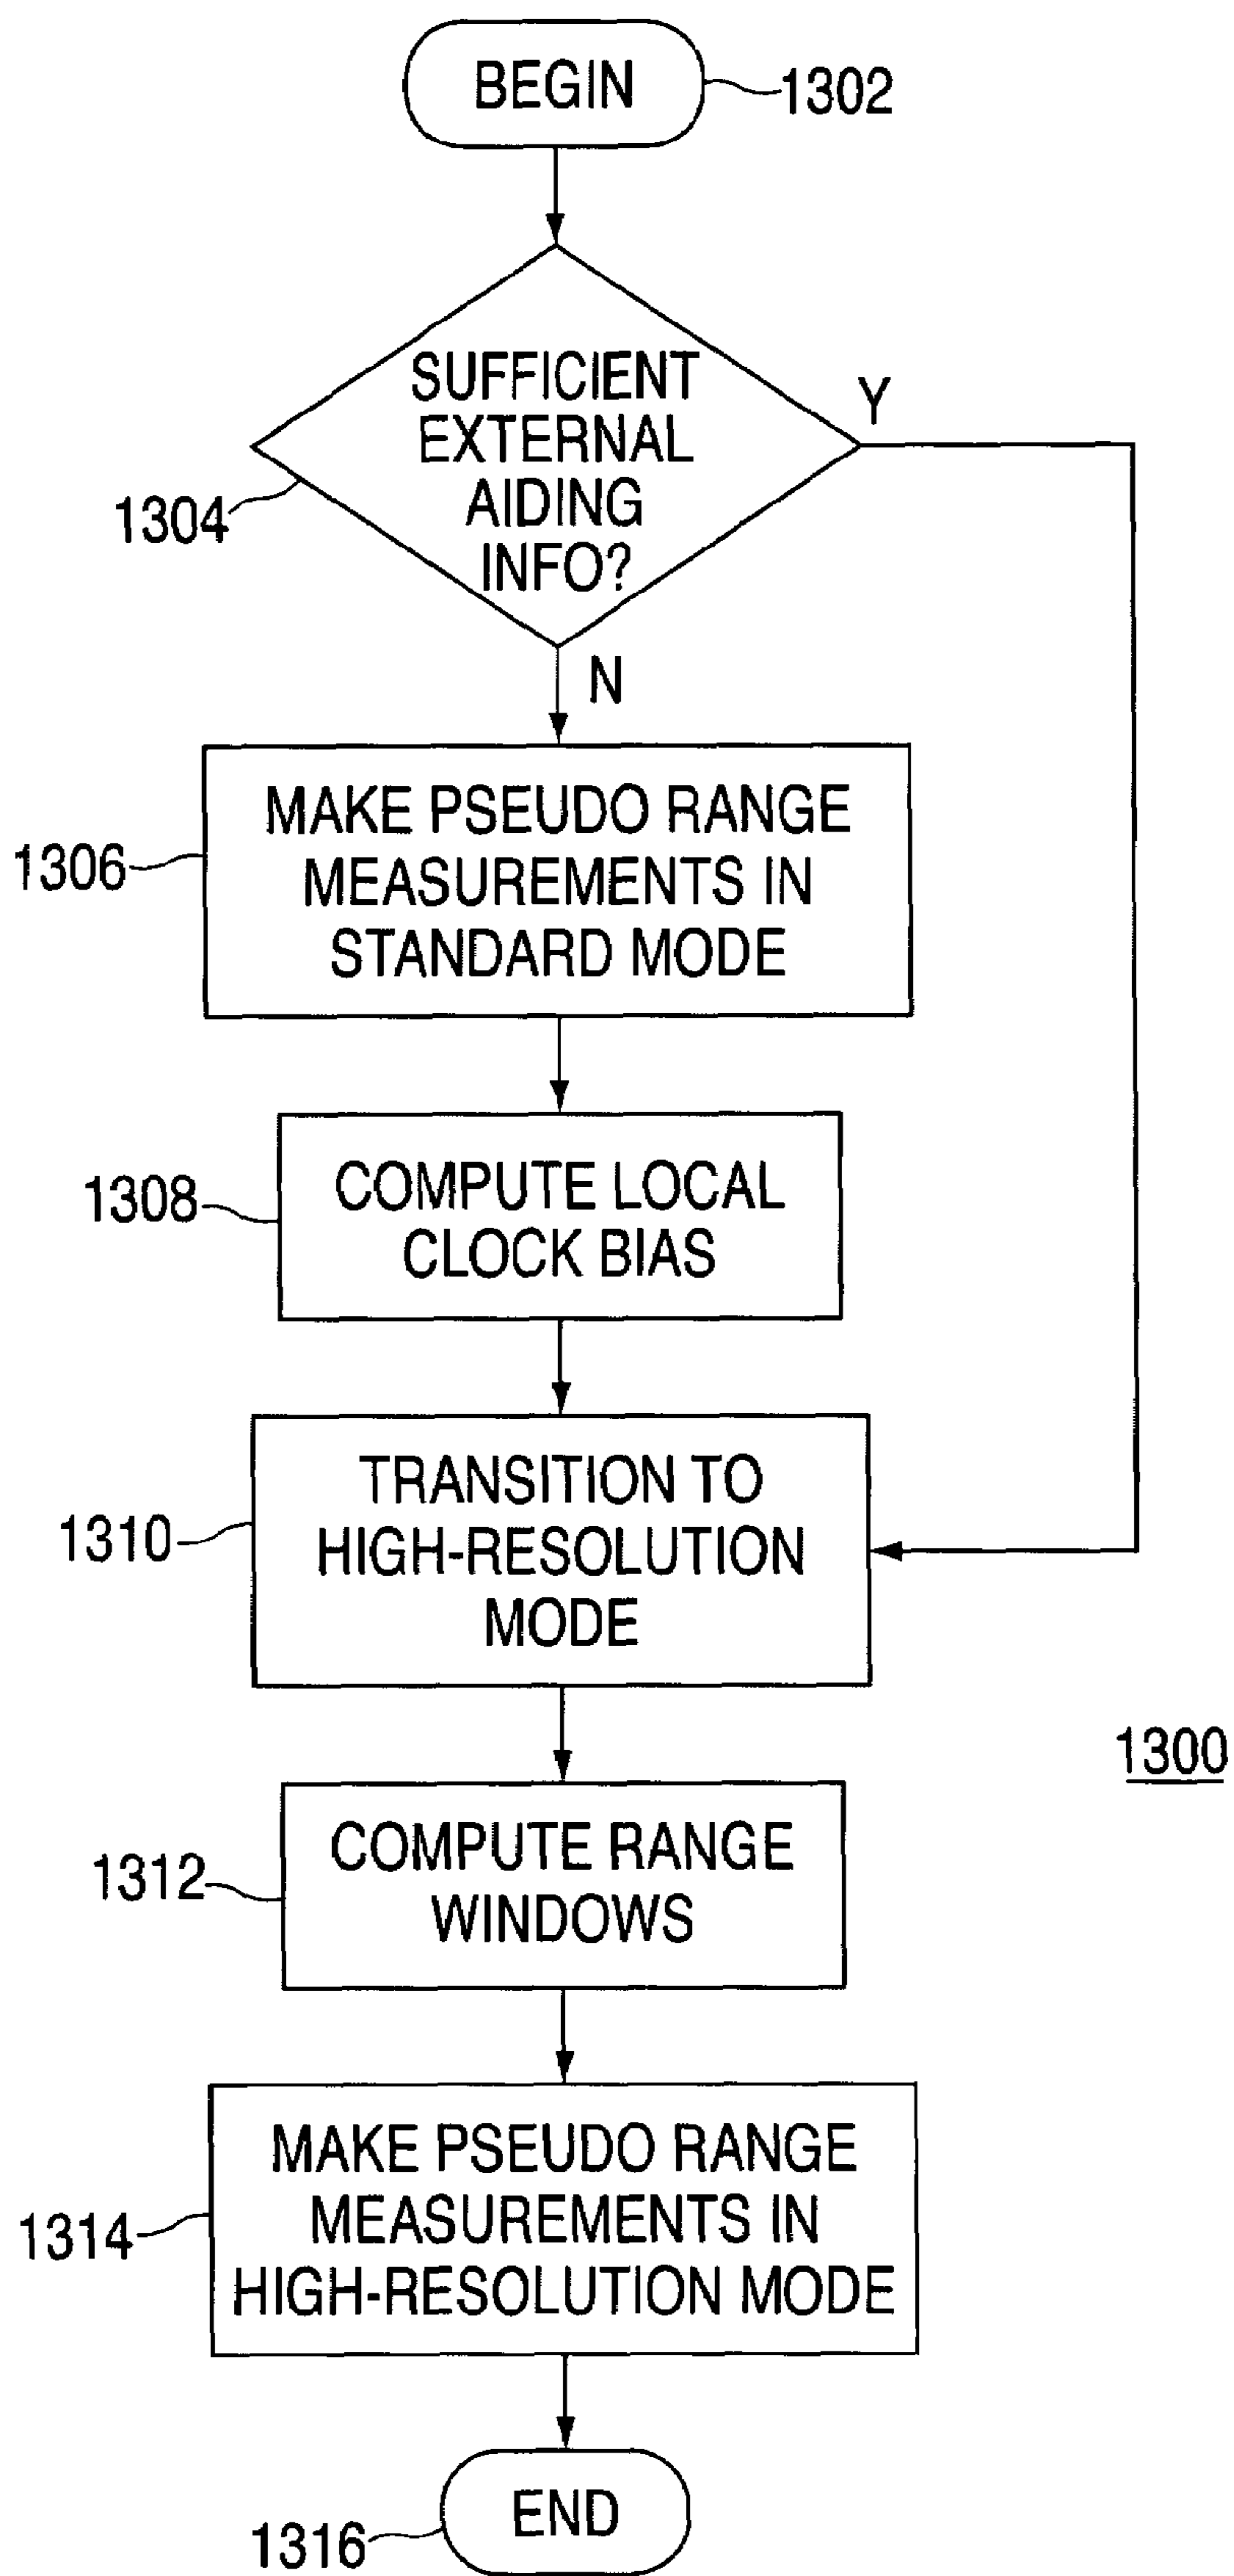 BEGIN
1302
SUFFICIENT
EXTERNAL
AIDING
INFO?
Y
1304
N
MAKE PSEUDO RANGE
MEASUREMENTS IN
STANDARD MODE
1306
COMPUTE LOCAL
CLOCK BIAS
1308
TRANSITION TO
HIGH-RESOLUTION
MODE
1310
1300
COMPUTE RANGE
WINDOWS
1312
MAKE PSEUDO RANGE
MEASUREMENTS IN
HIGH-RESOLUTION MODE
1314
END
1316